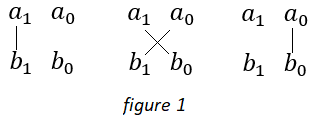 a₁ a₀ a₁ a₀ a₁ a₀
b₁ b₀ b₁ b₀ b₁ b₀
figure 1